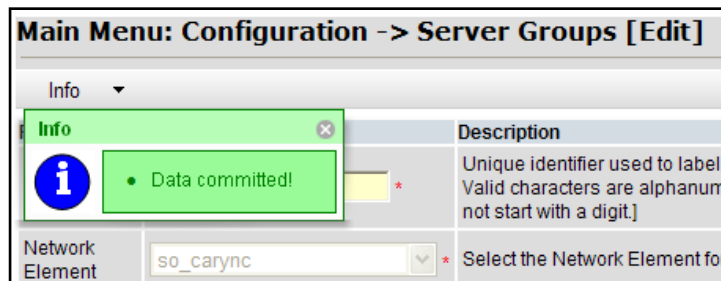 Main Menu: Configuration -> Server Groups [Edit]
Info
Info
Description
Data committed!
Unique identifier used to label
Valid characters are alphanum
not start with a digit.]
*
Network
Element
so_carync
*
Select the Network Element fo